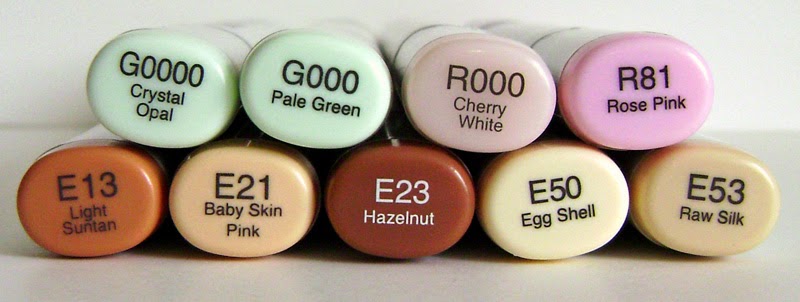 G0000
Crystal
Opal
G000
Pale Green
R000
Cherry
White
R81
Rose Pink
E13
Light
Suntan
E21
Baby Skin
Pink
E23
Hazelnut
E50
Egg Shell
E53
Raw Silk